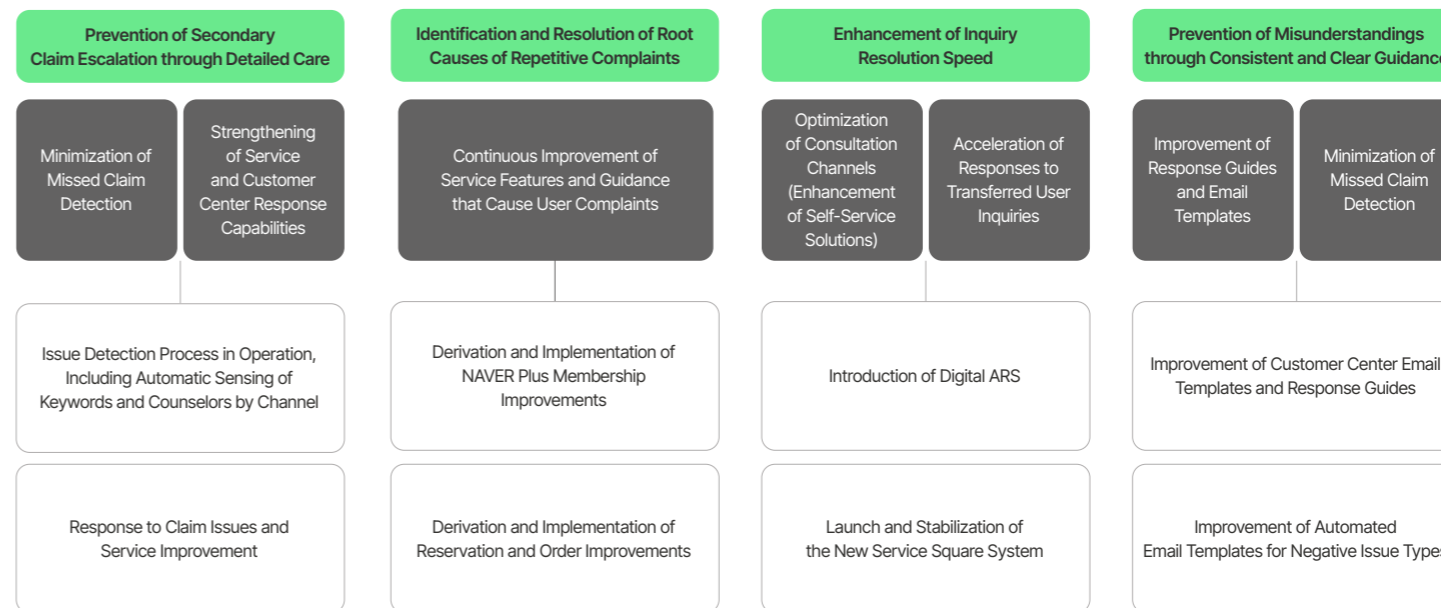 Prevention of Secondary
Claim Escalation through Detailed Care
Identification and Resolution of Root
Causes of Repetitive Complaints
Enhancement of Inquiry
Resolution Speed
Prevention of Misunderstandings
through Consistent and Clear Guidance
Minimization of
Missed Claim
Detection
Strengthening
of Service
and Customer
Center Response
Capabilities
Continuous Improvement of
Service Features and Guidance
that Cause User Complaints
Optimization
of Consultation
Channels
(Enhancement
of Self-Service
Solutions)
Acceleration of
Responses to
Transferred User
Inquiries
Improvement of
Response Guides
and Email
Templates
Minimization of
Missed Claim
Detection
Issue Detection Process in Operation,
Including Automatic Sensing of
Keywords and Counselors by Channel
Derivation and Implementation of
NAVER Plus Membership
Improvements
Introduction of Digital ARS
Improvement of Customer Center Email
Templates and Response Guides
Response to Claim Issues and
Service Improvement
Derivation and Implementation of
Reservation and Order Improvements
Launch and Stabilization of
the New Service Square System
Improvement of Automated
Email Templates for Negative Issue Types